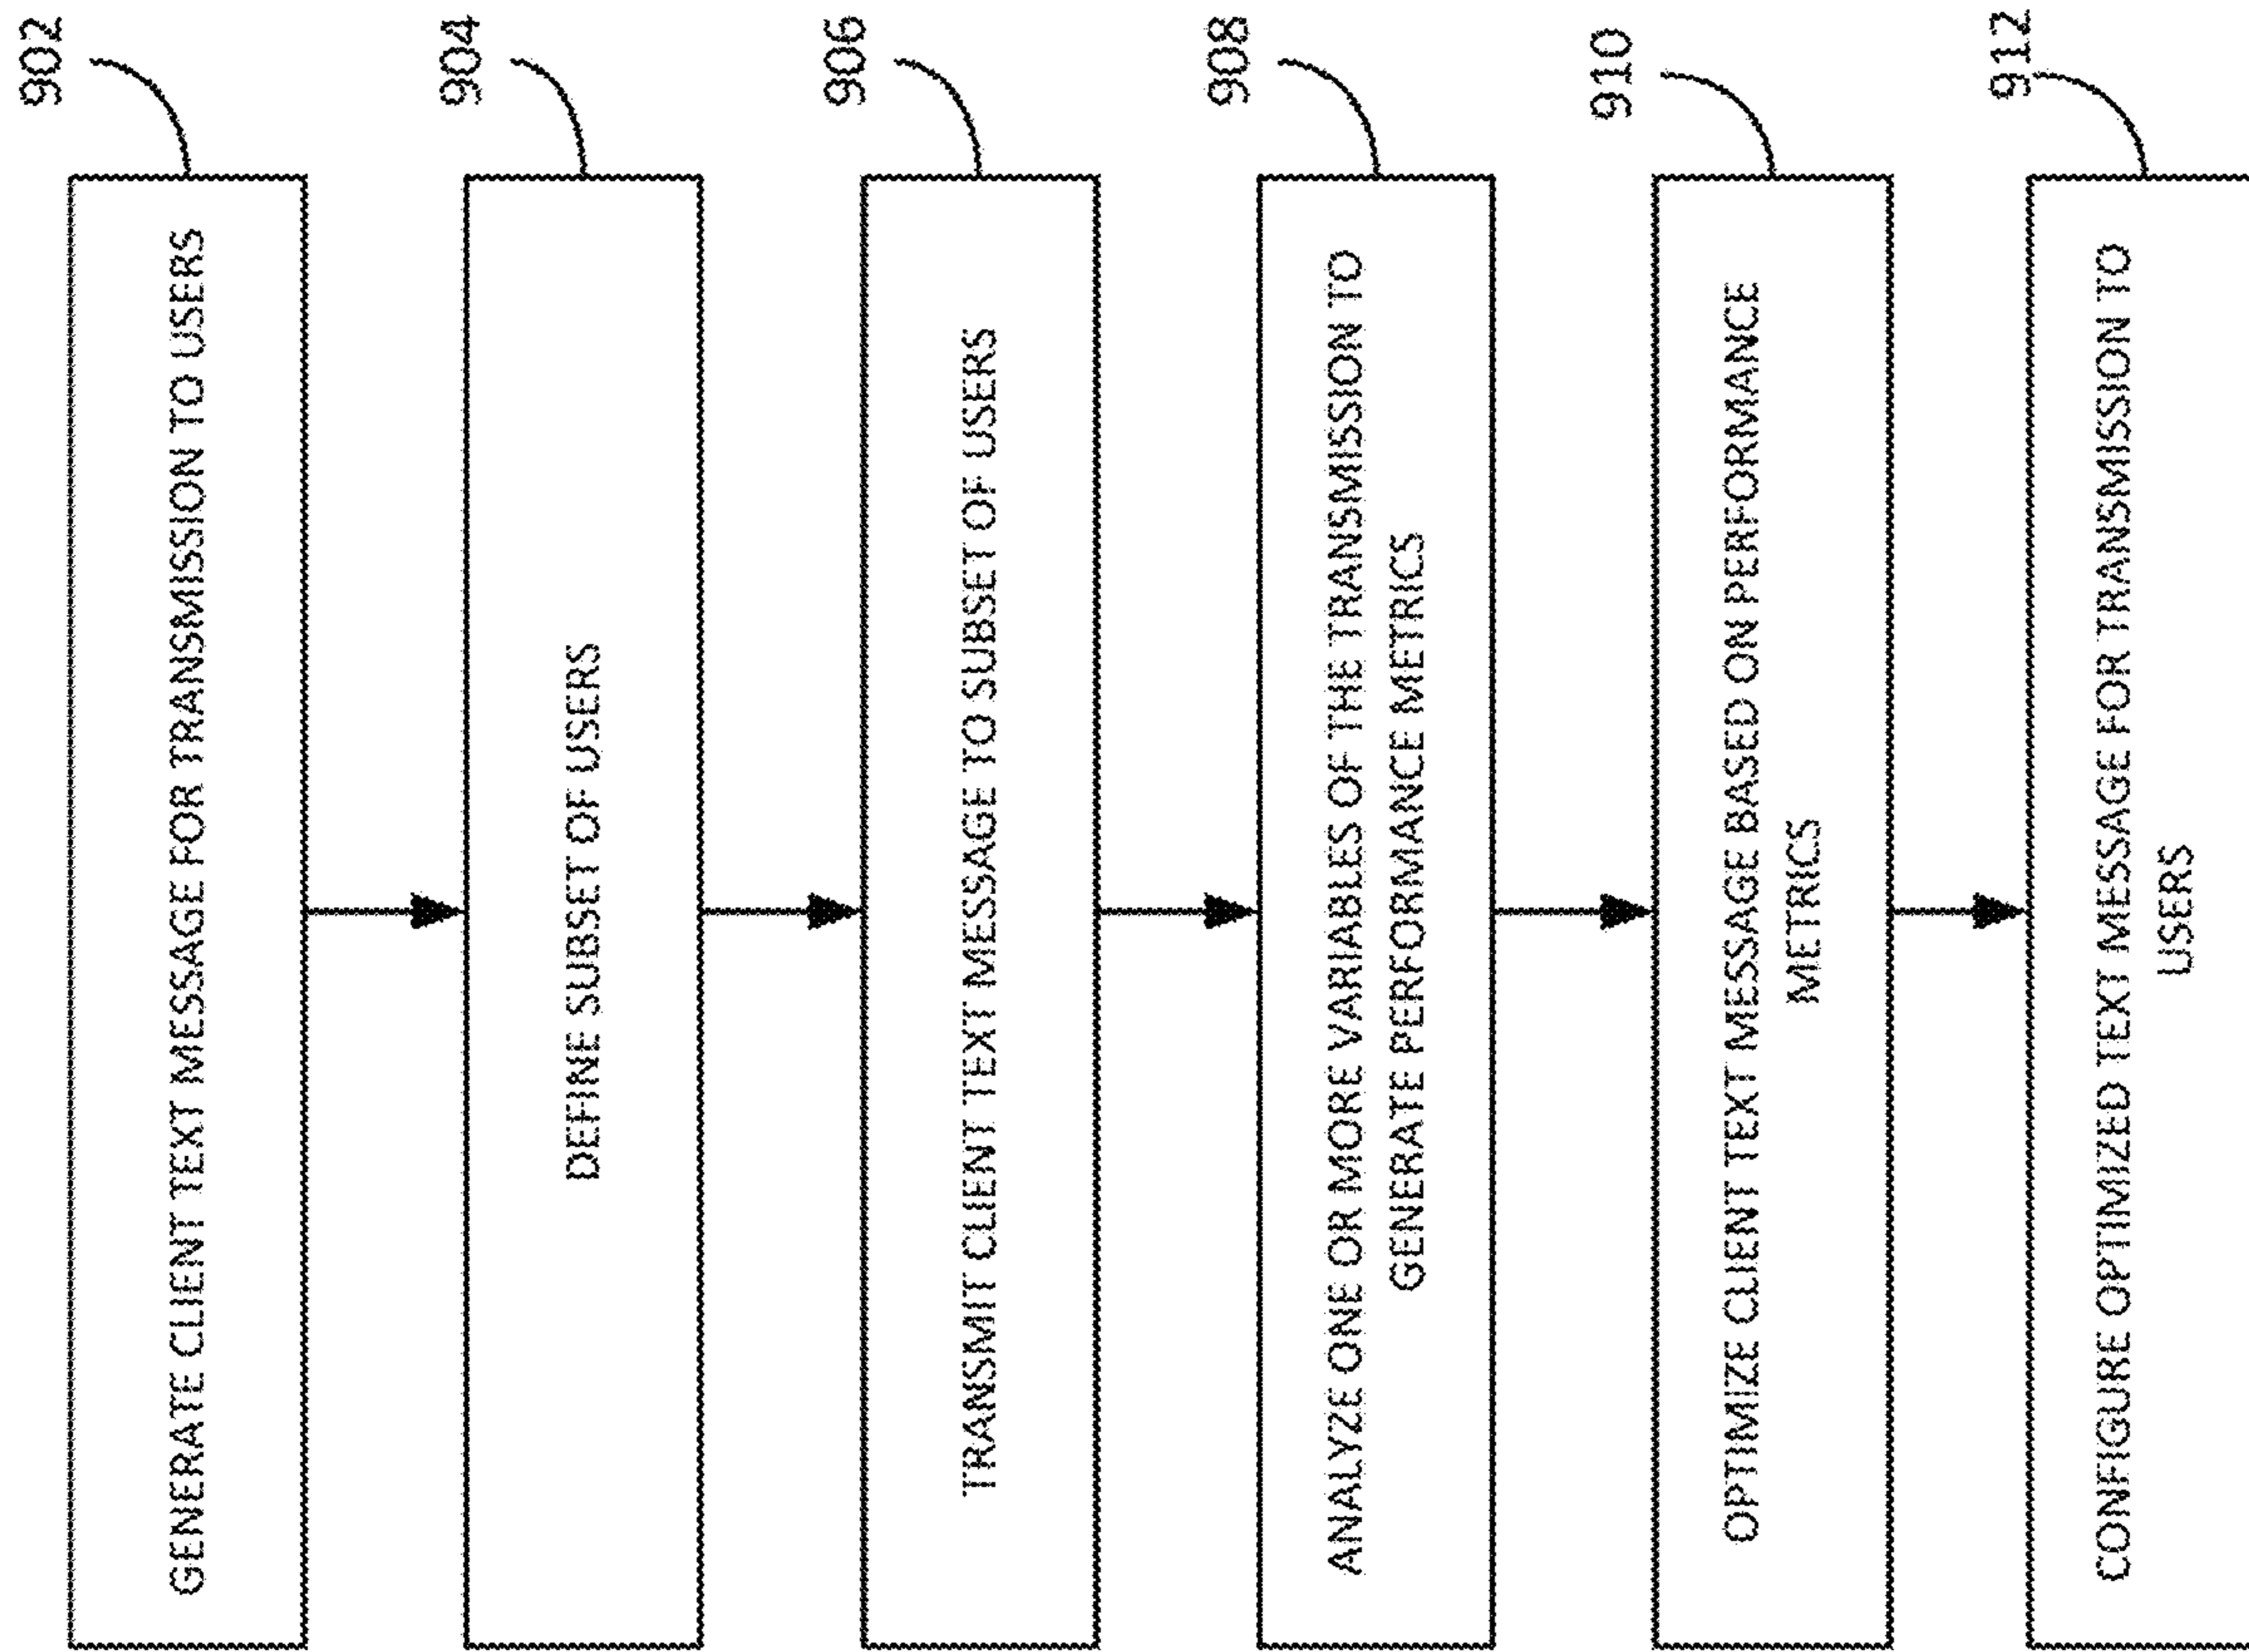 902
GENERATE CLIENT TEXT MESSAGE FOR TRANSMISSION TO USERS
904
DEFINE SUBSET OF USERS
906
TRANSMIT CLIENT TEXT MESSAGE TO SUBSET OF USERS
908
ANALYZE ONE OR MORE VARIABLES OF THE TRANSMISSION TO
GENERATE PERFORMANCE METRICS
910
OPTIMIZE CLIENT TEXT MESSAGE BASED ON PERFORMANCE
METRICS
912
CONFIGURE OPTIMIZED TEXT MESSAGE FOR TRANSMISSION TO
USERS